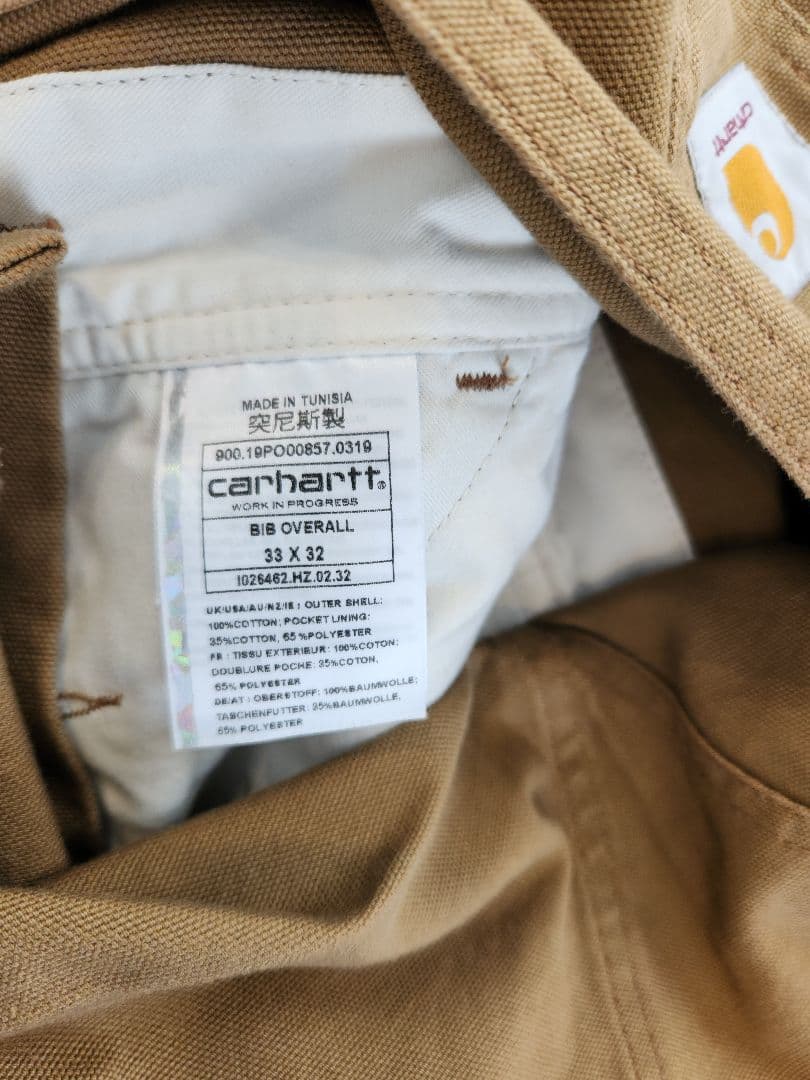 carhartt
MADE IN TUNISIA
突尼斯製
900.19PO00857.0319
carhartt®
WORK IN PROGRESS
BIB OVERALL
33 X 32
I026462.HZ.02.32
UK/USA/AU/NZ/IE : OUTER SHELL:
100%COTTON; POCKET LINING:
35%COTTON, 65 %POLYESTER
FR : TISSU EXTERIEUR: 100%COTON;
DOUBLURE POCHE: 35%COTON,
65% POLYESTER
DE/AT : OBERSTOFF: 100%BAUMWOLLE;
TASCHENFUTTER: 35%BAUMWOLLE,
65% POLYESTER